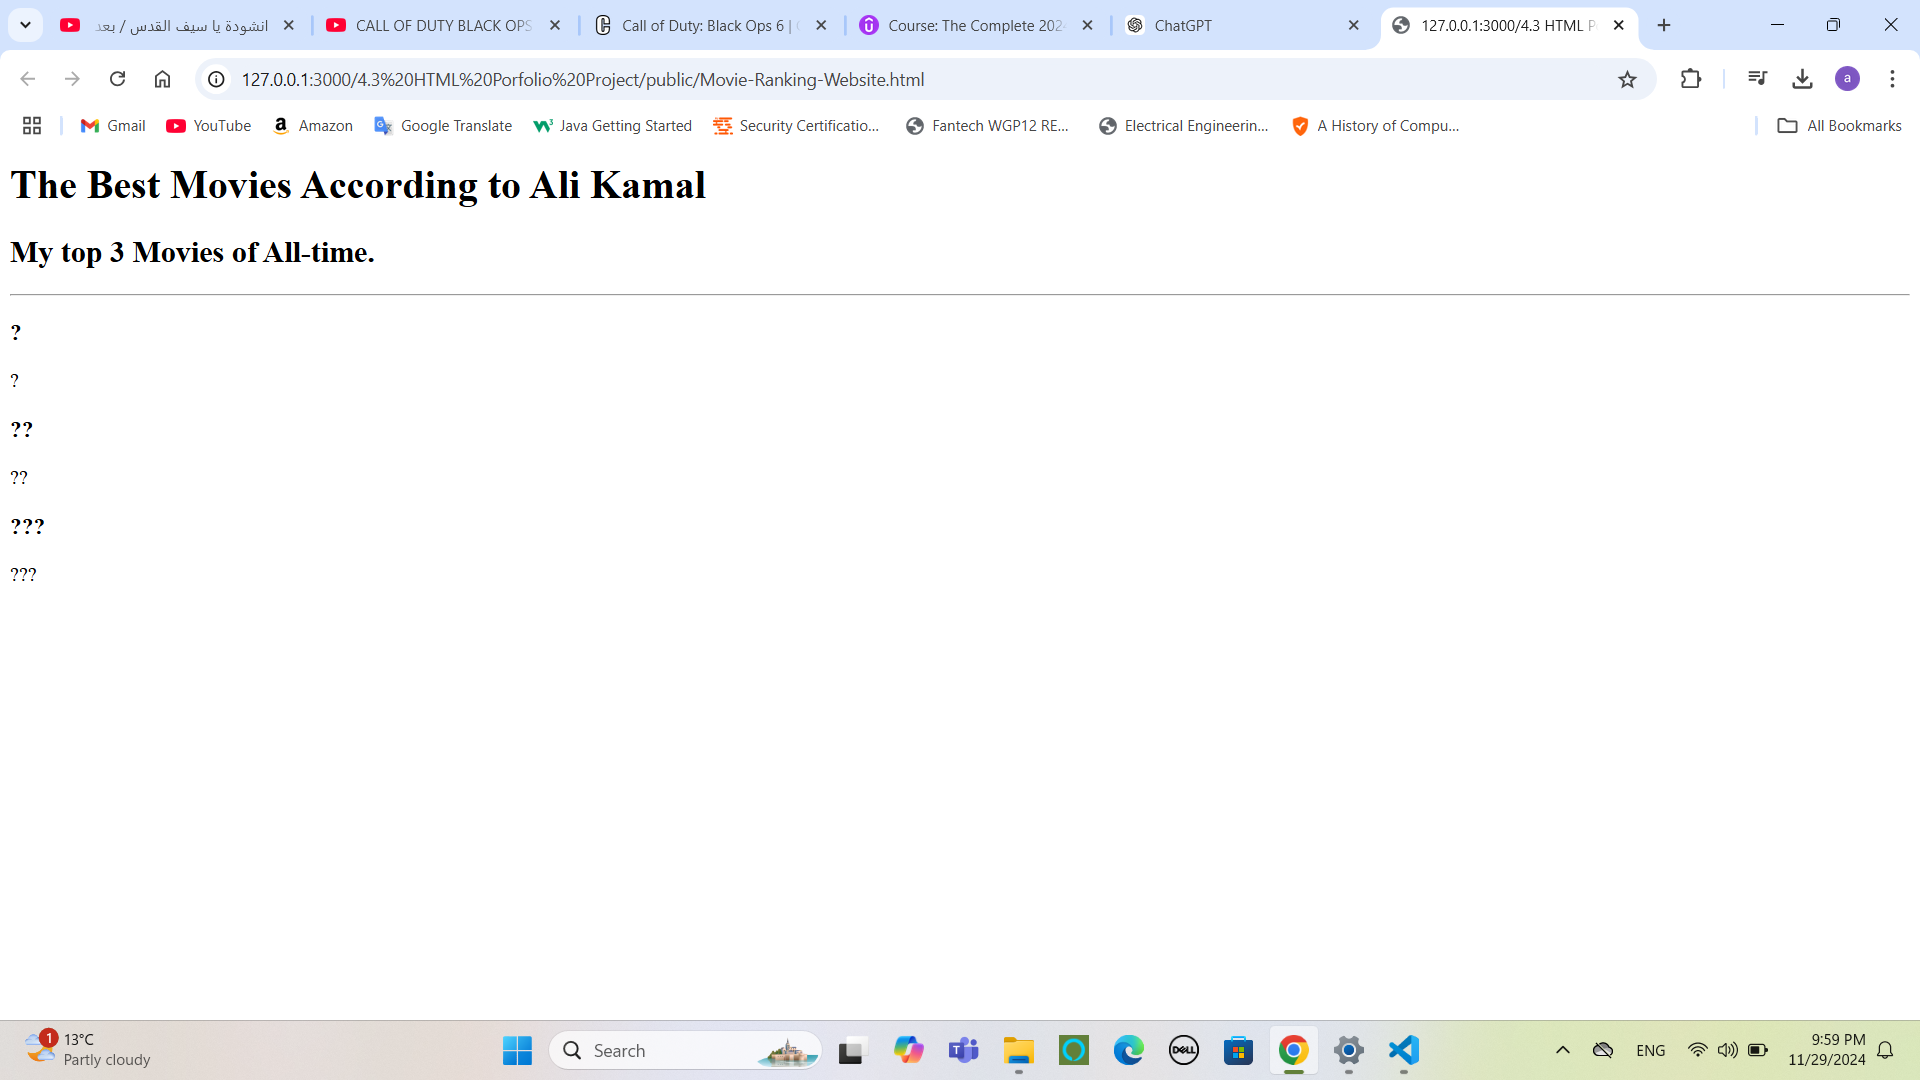 انشودة يا سيف القدس / بعد
CALL OF DUTY BLACK OPS
Call of Duty: Black Ops 6 |
Course: The Complete 202
ChatGPT
127.0.0.1:3000/4.3 HTML P
127.0.0.1:3000/4.3%20HTML%20Porfolio%20Project/public/Movie-Ranking-Website.html
a
Gmail
YouTube
Amazon
Google Translate
Java Getting Started
Security Certificatio...
Fantech WGP12 RE...
Electrical Engineerin...
A History of Compu...
All Bookmarks
The Best Movies According to Ali Kamal
My top 3 Movies of All-time.
?
?
??
??
???
???
1
13°C
Partly cloudy
Search
DELL
ENG
9:59 PM
11/29/2024